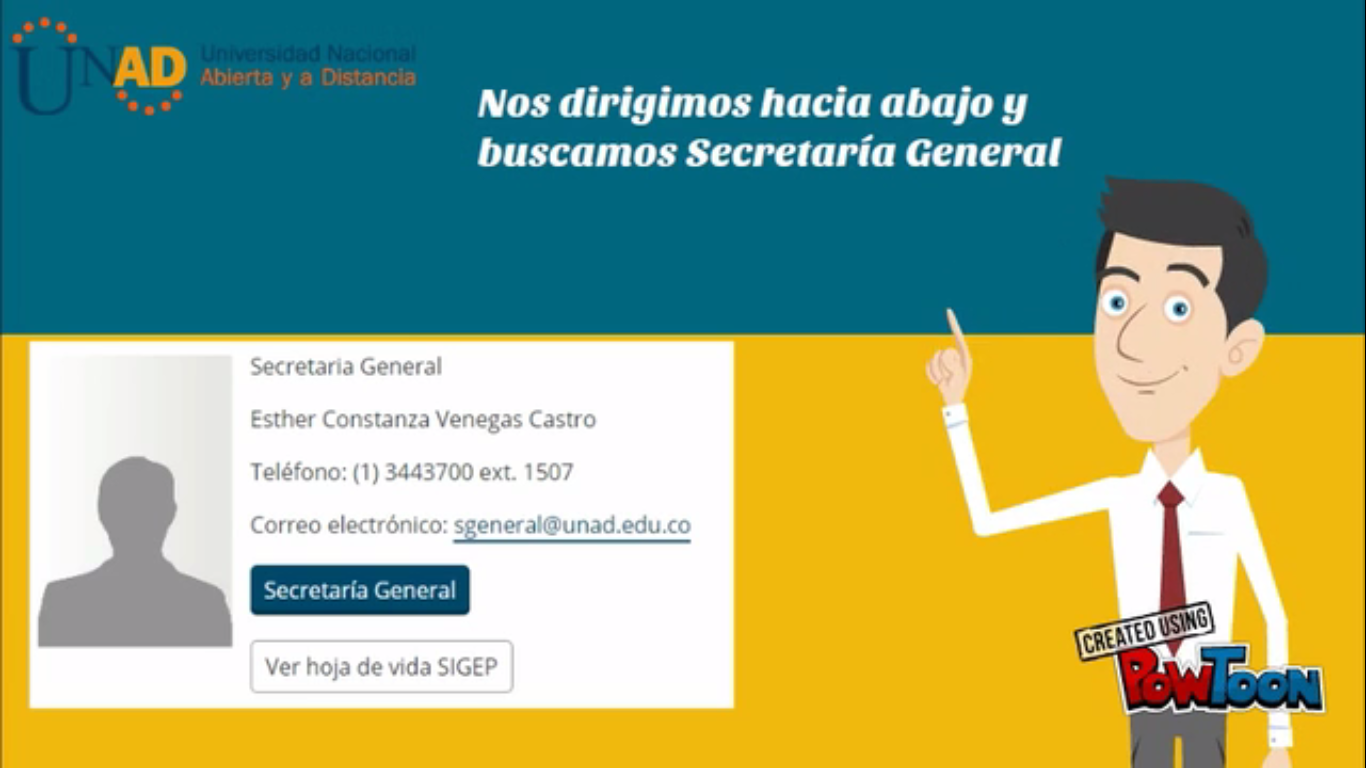 UNAD
Universidad Nacional
Abierta y a Distancia
Nos dirigimos hacia abajo y
buscamos Secretaría General
Secretaria General
Esther Constanza Venegas Castro
Teléfono: (1) 3443700 ext. 1507
Correo electrónico: sgeneral@unad.edu.co
Secretaría General
Ver hoja de vida SIGEP
CREATED USING
POWTOON